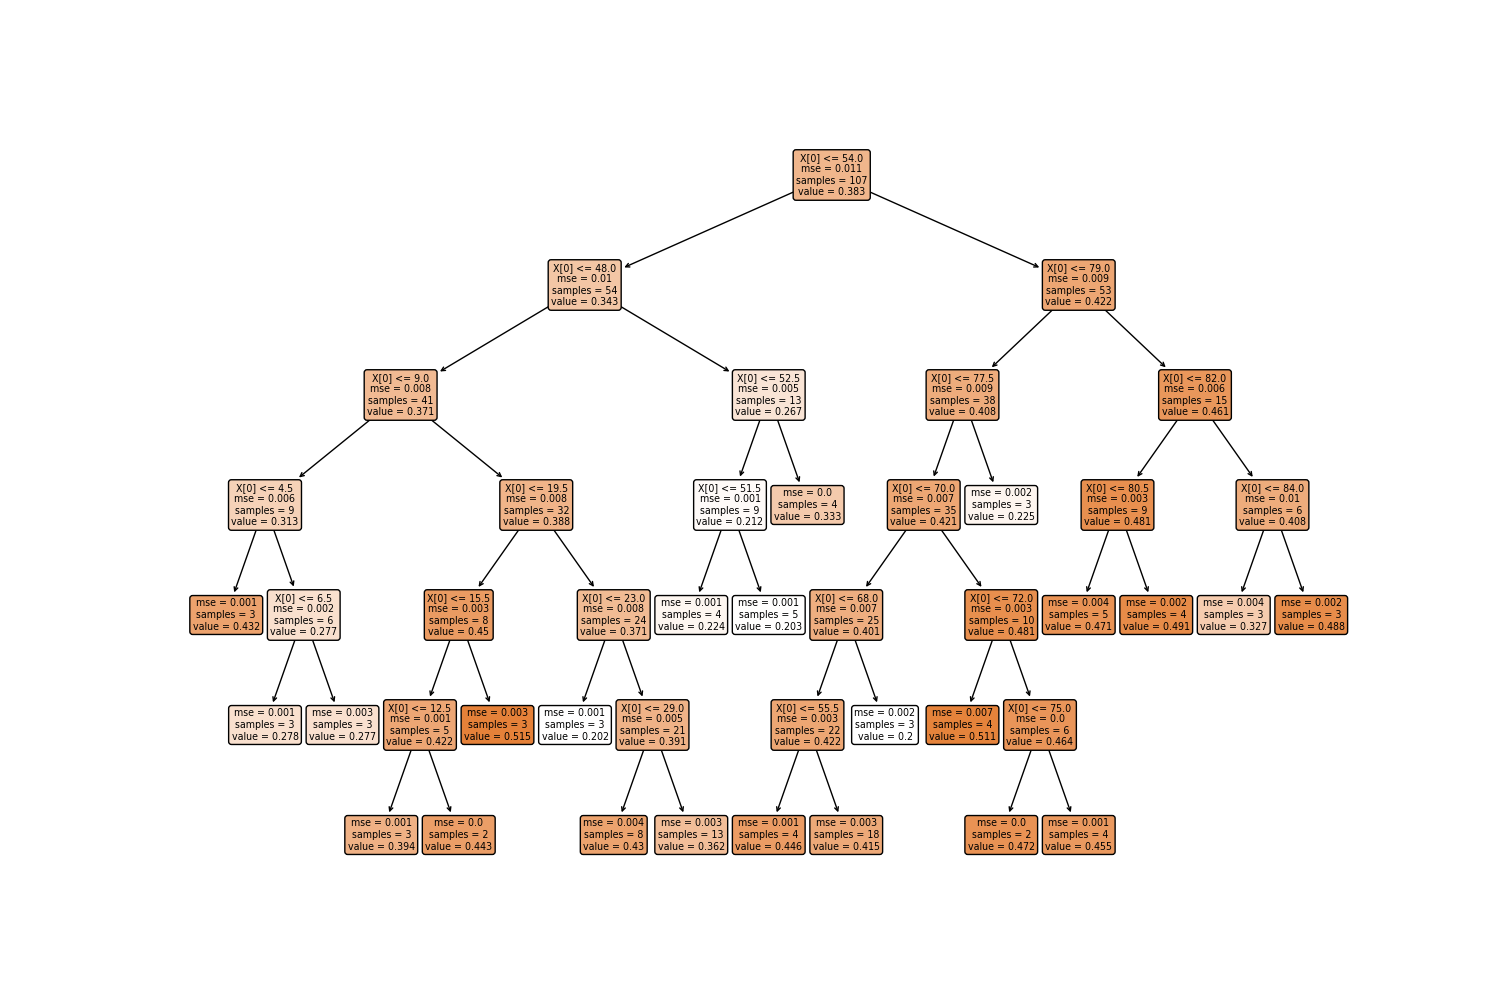 X[0] <= 54.0
mse = 0.011
samples = 107
value = 0.383
X[0] <= 48.0
mse = 0.01
samples = 54
value = 0.343
X[0] <= 79.0
mse = 0.009
samples = 53
value = 0.422
X[0] <= 9.0
mse = 0.008
samples = 41
value = 0.371
X[0] <= 52.5
mse = 0.005
samples = 13
value = 0.267
X[0] <= 77.5
mse = 0.009
samples = 38
value = 0.408
X[0] <= 82.0
mse = 0.006
samples = 15
value = 0.461
X[0] <= 4.5
mse = 0.006
samples = 9
value = 0.313
X[0] <= 19.5
mse = 0.008
samples = 32
value = 0.388
X[0] <= 51.5
mse = 0.001
samples = 9
value = 0.212
mse = 0.0
samples = 4
value = 0.333
X[0] <= 70.0
mse = 0.007
samples = 35
value = 0.421
mse = 0.002
samples = 3
value = 0.225
X[0] <= 80.5
mse = 0.003
samples = 9
value = 0.481
X[0] <= 84.0
mse = 0.01
samples = 6
value = 0.408
mse = 0.001
samples = 3
value = 0.432
X[0] <= 6.5
mse = 0.002
samples = 6
value = 0.277
X[0] <= 15.5
mse = 0.003
samples = 8
value = 0.45
X[0] <= 23.0
mse = 0.008
samples = 24
value = 0.371
mse = 0.001
samples = 4
value = 0.224
mse = 0.001
samples = 5
value = 0.203
X[0] <= 68.0
mse = 0.007
samples = 25
value = 0.401
X[0] <= 72.0
mse = 0.003
samples = 10
value = 0.481
mse = 0.004
samples = 5
value = 0.471
mse = 0.002
samples = 4
value = 0.491
mse = 0.004
samples = 3
value = 0.327
mse = 0.002
samples = 3
value = 0.488
mse = 0.001
samples = 3
value = 0.278
mse = 0.003
samples = 3
value = 0.277
X[0] <= 12.5
mse = 0.001
samples = 5
value = 0.422
mse = 0.003
samples = 3
value = 0.515
mse = 0.001
samples = 3
value = 0.202
X[0] <= 29.0
mse = 0.005
samples = 21
value = 0.391
X[0] <= 55.5
mse = 0.003
samples = 22
value = 0.422
mse = 0.002
samples = 3
value = 0.2
mse = 0.007
samples = 4
value = 0.511
X[0] <= 75.0
mse = 0.0
samples = 6
value = 0.464
mse = 0.001
samples = 3
value = 0.394
mse = 0.0
samples = 2
value = 0.443
mse = 0.004
samples = 8
value = 0.43
mse = 0.003
samples = 13
value = 0.362
mse = 0.001
samples = 4
value = 0.446
mse = 0.003
samples = 18
value = 0.415
mse = 0.0
samples = 2
value = 0.472
mse = 0.001
samples = 4
value = 0.455